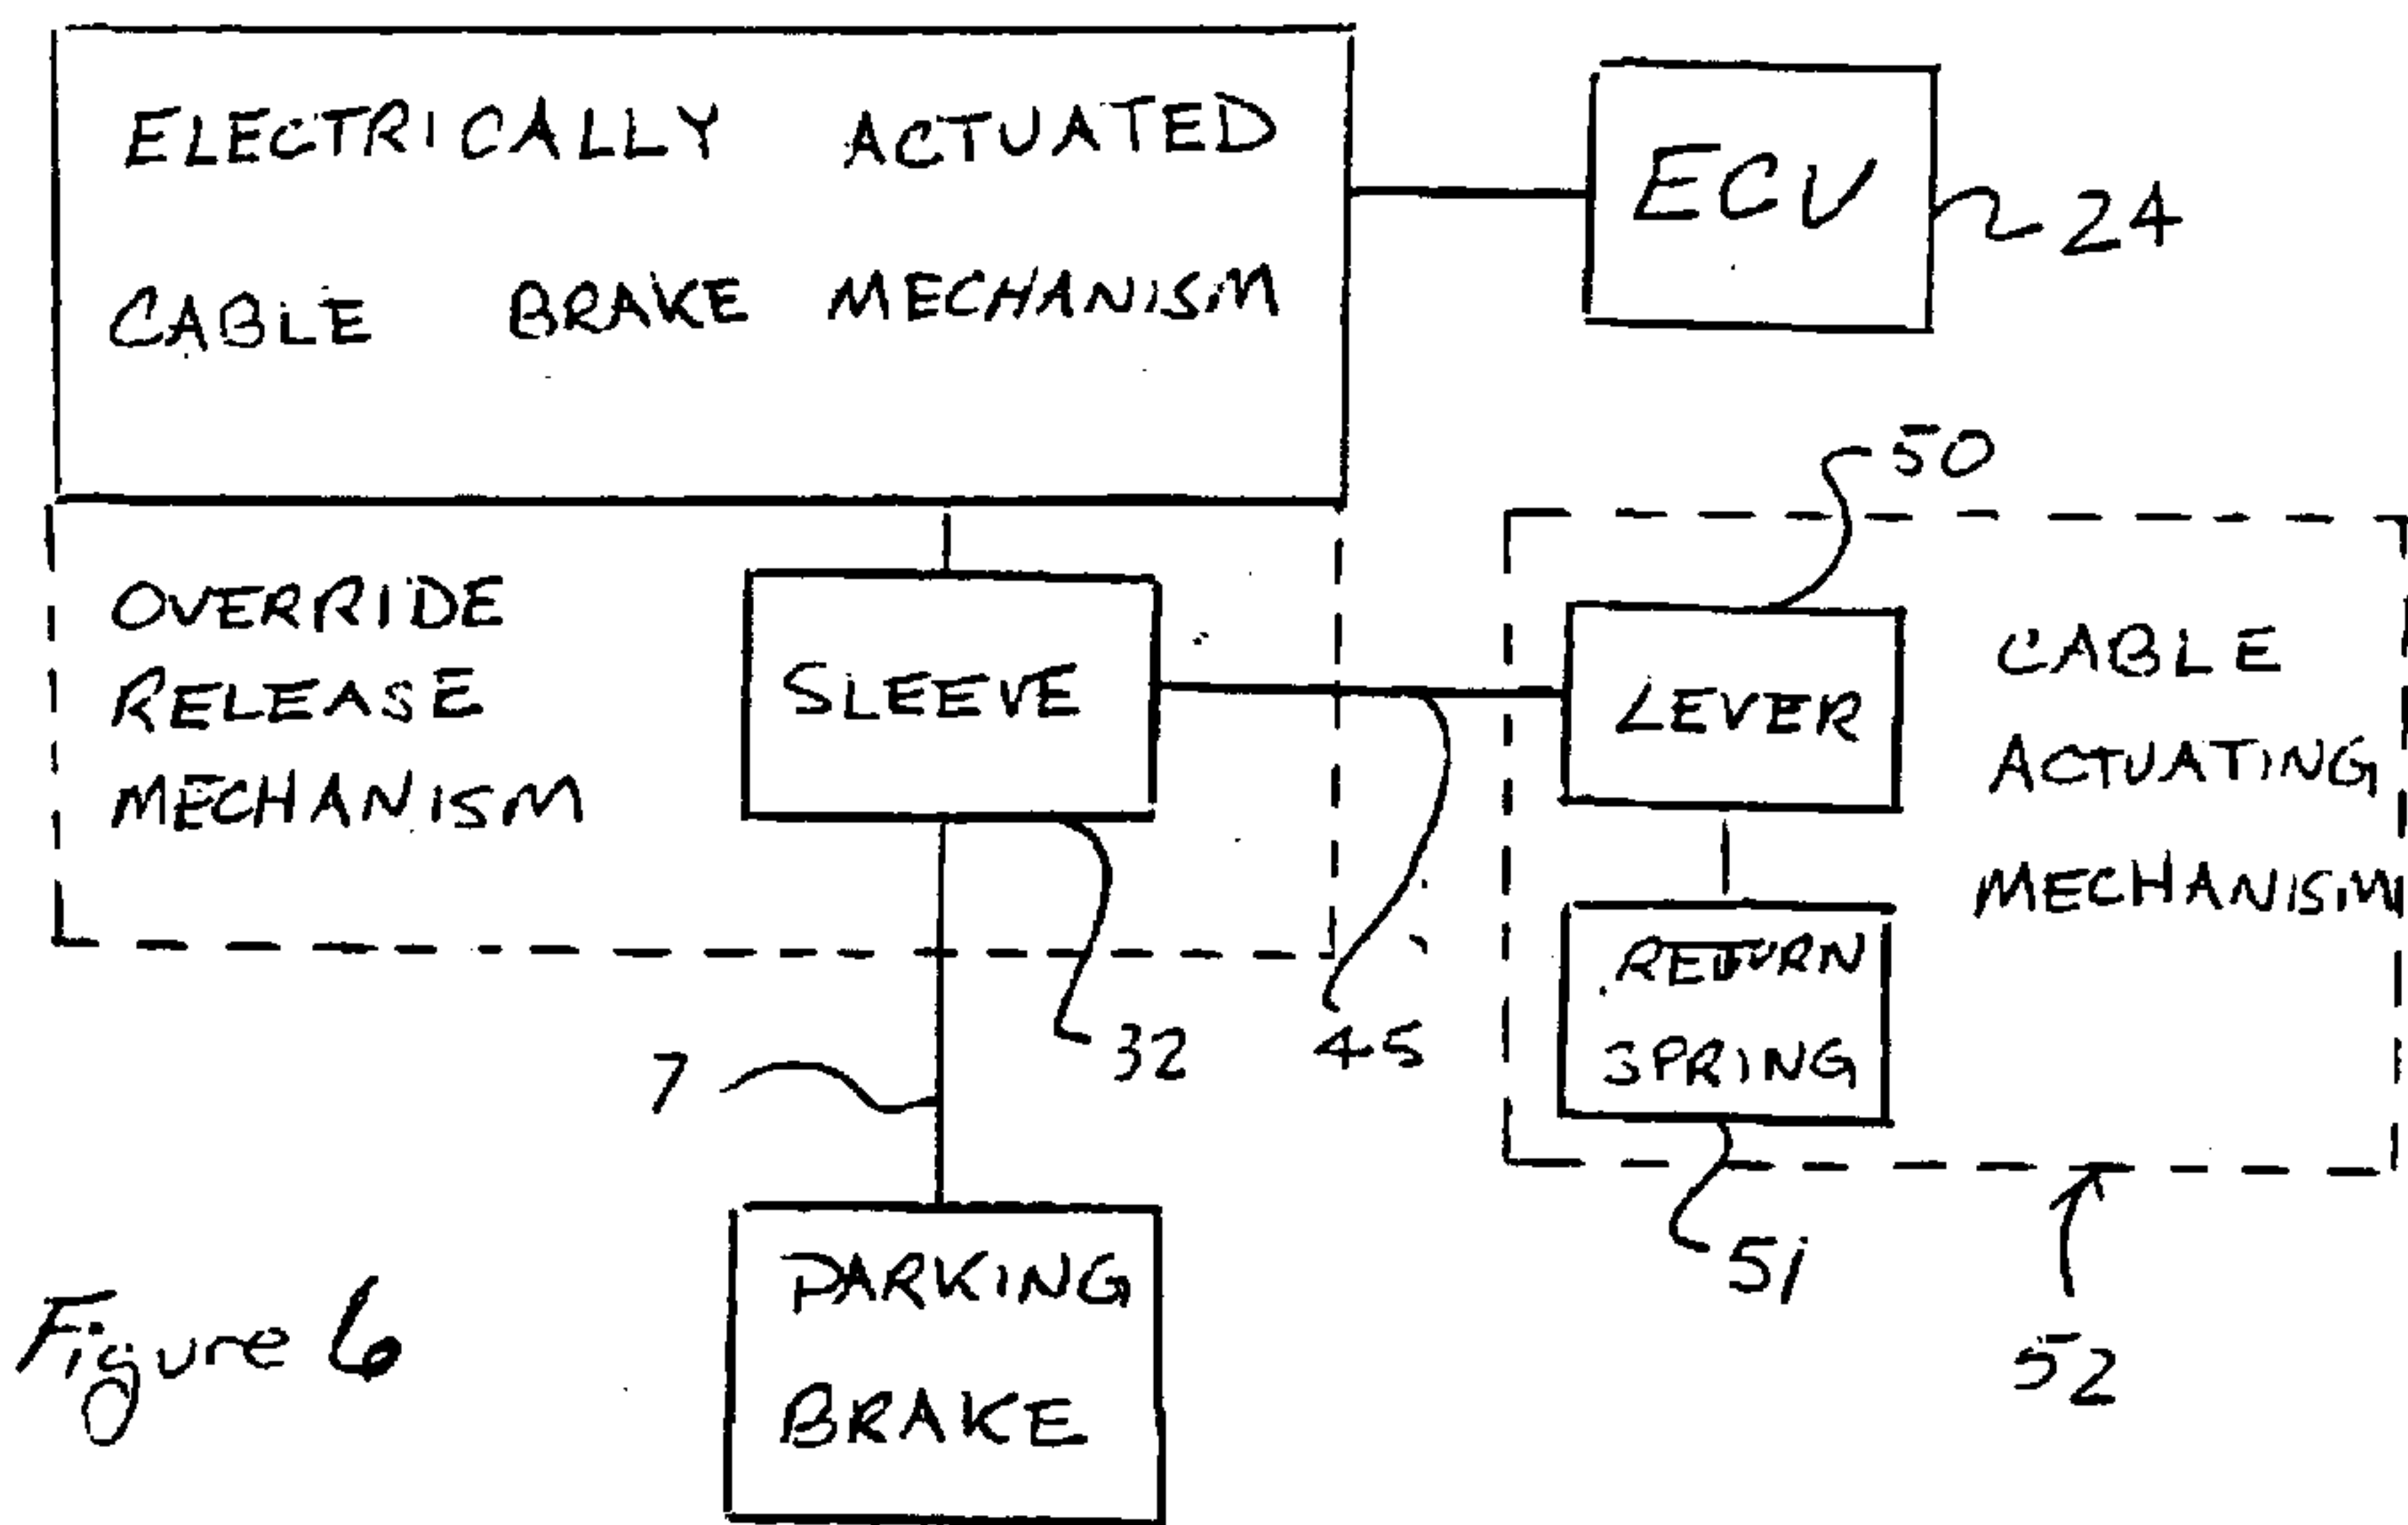 ELECTRICALLY ACTUATED
CABLE BRAKE MECHANISM
ECU
24
50
OVERRIDE
RELEASE
MECHANISM
SLEEVE
LEVER
CABLE
ACTUATING
MECHANISM
RETURN
SPRING
7
32
45
51
52
PARKING
BRAKE
Figure 6